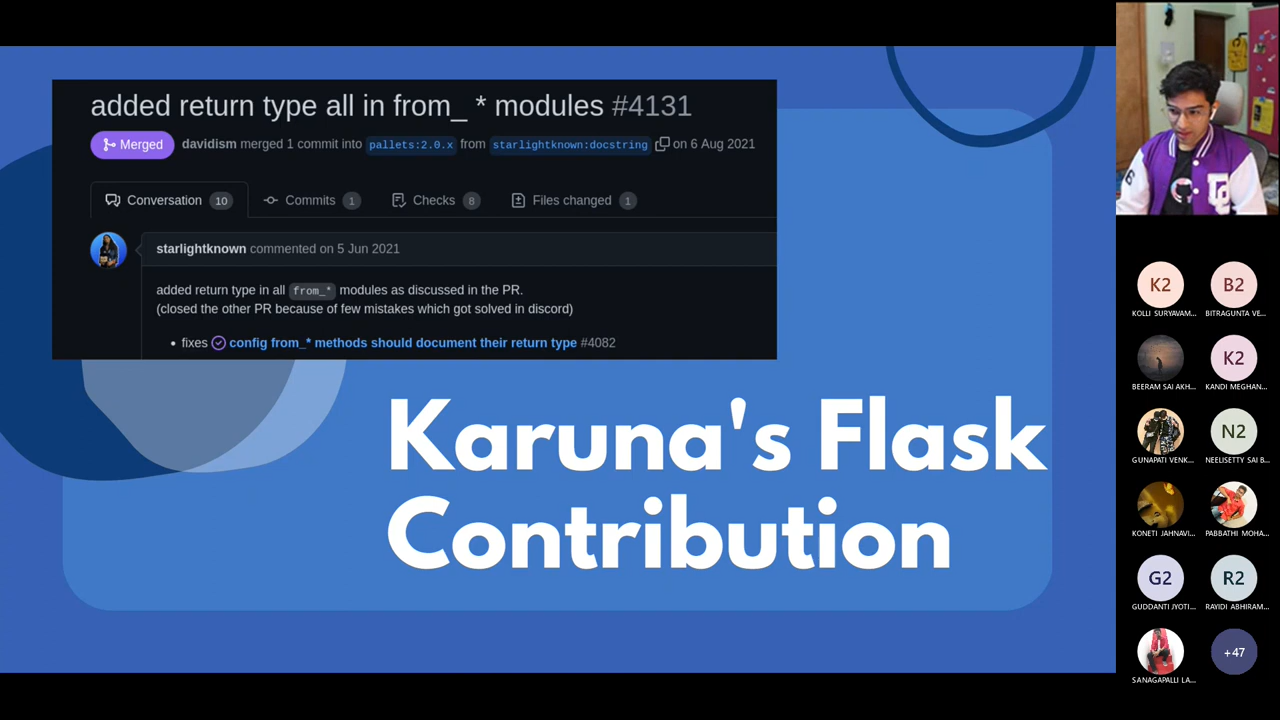 added return type all in from_ * modules #4131
Merged davidism merged 1 commit into pallets:2.0.x from starlightknown:docstring on 6 Aug 2021
Conversation 10 Commits 1 Checks 8 Files changed 1
starlightknown commented on 5 Jun 2021
added return type in all from_* modules as discussed in the PR.
(closed the other PR because of few mistakes which got solved in discord)
• fixes config from_* methods should document their return type #4082
Karuna's Flask
Contribution
K2 B2
KOLLI SURYAVAM... BITRAGUNTA VE...
K2
BEERAM SAI AKH... KANDI MEGHAN...
N2
GUNAPATI VENK... NEELISETTY SAI B...
KONETI JAHNAVI... PABBATHI MOHA...
G2 R2
GUDDANTI JYOTI... RAYIDI ABHIRAM...
+47
SANAGAPALLI LA...